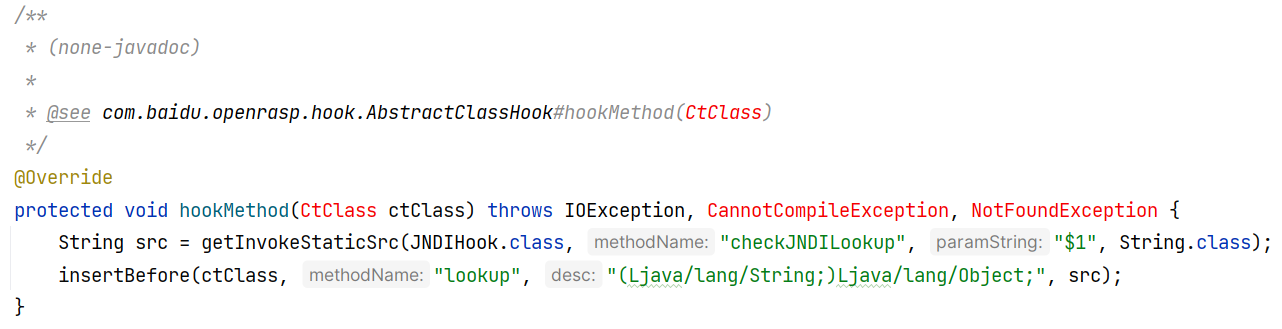 /**
 * (none-javadoc)
 *
 * @see com.baidu.openrasp.hook.AbstractClassHook#hookMethod(CtClass)
 */
@Override
protected void hookMethod(CtClass ctClass) throws IOException, CannotCompileException, NotFoundException {
    String src = getInvokeStaticSrc(JNDIHook.class, methodName: "checkJNDILookup", paramString: "$1", String.class);
    insertBefore(ctClass, methodName: "lookup", desc: "(Ljava/lang/String;)Ljava/lang/Object;", src);
}